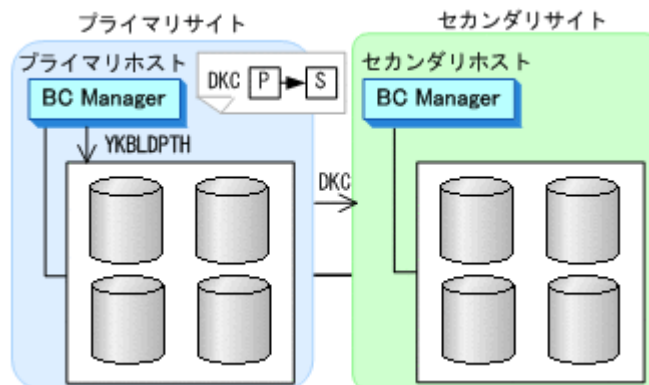 プライマリサイト
セカンダリサイト
プライマリホスト
DKC P S
セカンダリホスト
BC Manager
BC Manager
YKBLDPTH
DKC